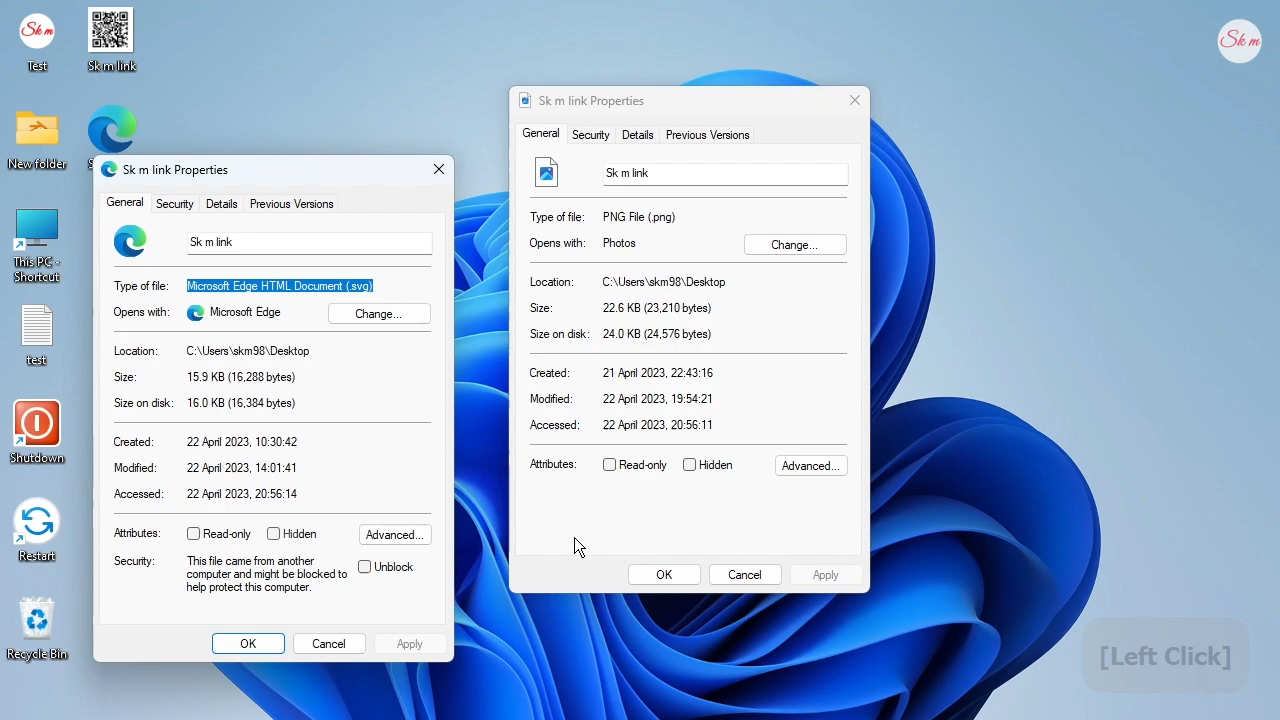 Sk m
Test
Sk m link
New folder
S
This PC -
Shortcut
test
Shutdown
Restart
Recycle Bin
Sk m link Properties
General
Security
Details
Previous Versions
Sk m link
Type of file:
Microsoft Edge HTML Document (.svg)
Opens with:
Microsoft Edge
Change...
Location:
C:\Users\skm98\Desktop
Size:
15.9 KB (16,288 bytes)
Size on disk:
16.0 KB (16,384 bytes)
Created:
22 April 2023, 10:30:42
Modified:
22 April 2023, 14:01:41
Accessed:
22 April 2023, 20:56:14
Attributes:
Read-only
Hidden
Advanced...
Security:
This file came from another
computer and might be blocked to
help protect this computer.
Unblock
OK
Cancel
Apply
Sk m link Properties
General
Security
Details
Previous Versions
Sk m link
Type of file:
PNG File (.png)
Opens with:
Photos
Change...
Location:
C:\Users\skm98\Desktop
Size:
22.6 KB (23,210 bytes)
Size on disk:
24.0 KB (24,576 bytes)
Created:
21 April 2023, 22:43:16
Modified:
22 April 2023, 19:54:21
Accessed:
22 April 2023, 20:56:11
Attributes:
Read-only
Hidden
Advanced...
OK
Cancel
Apply
Sk m
[Left Click]